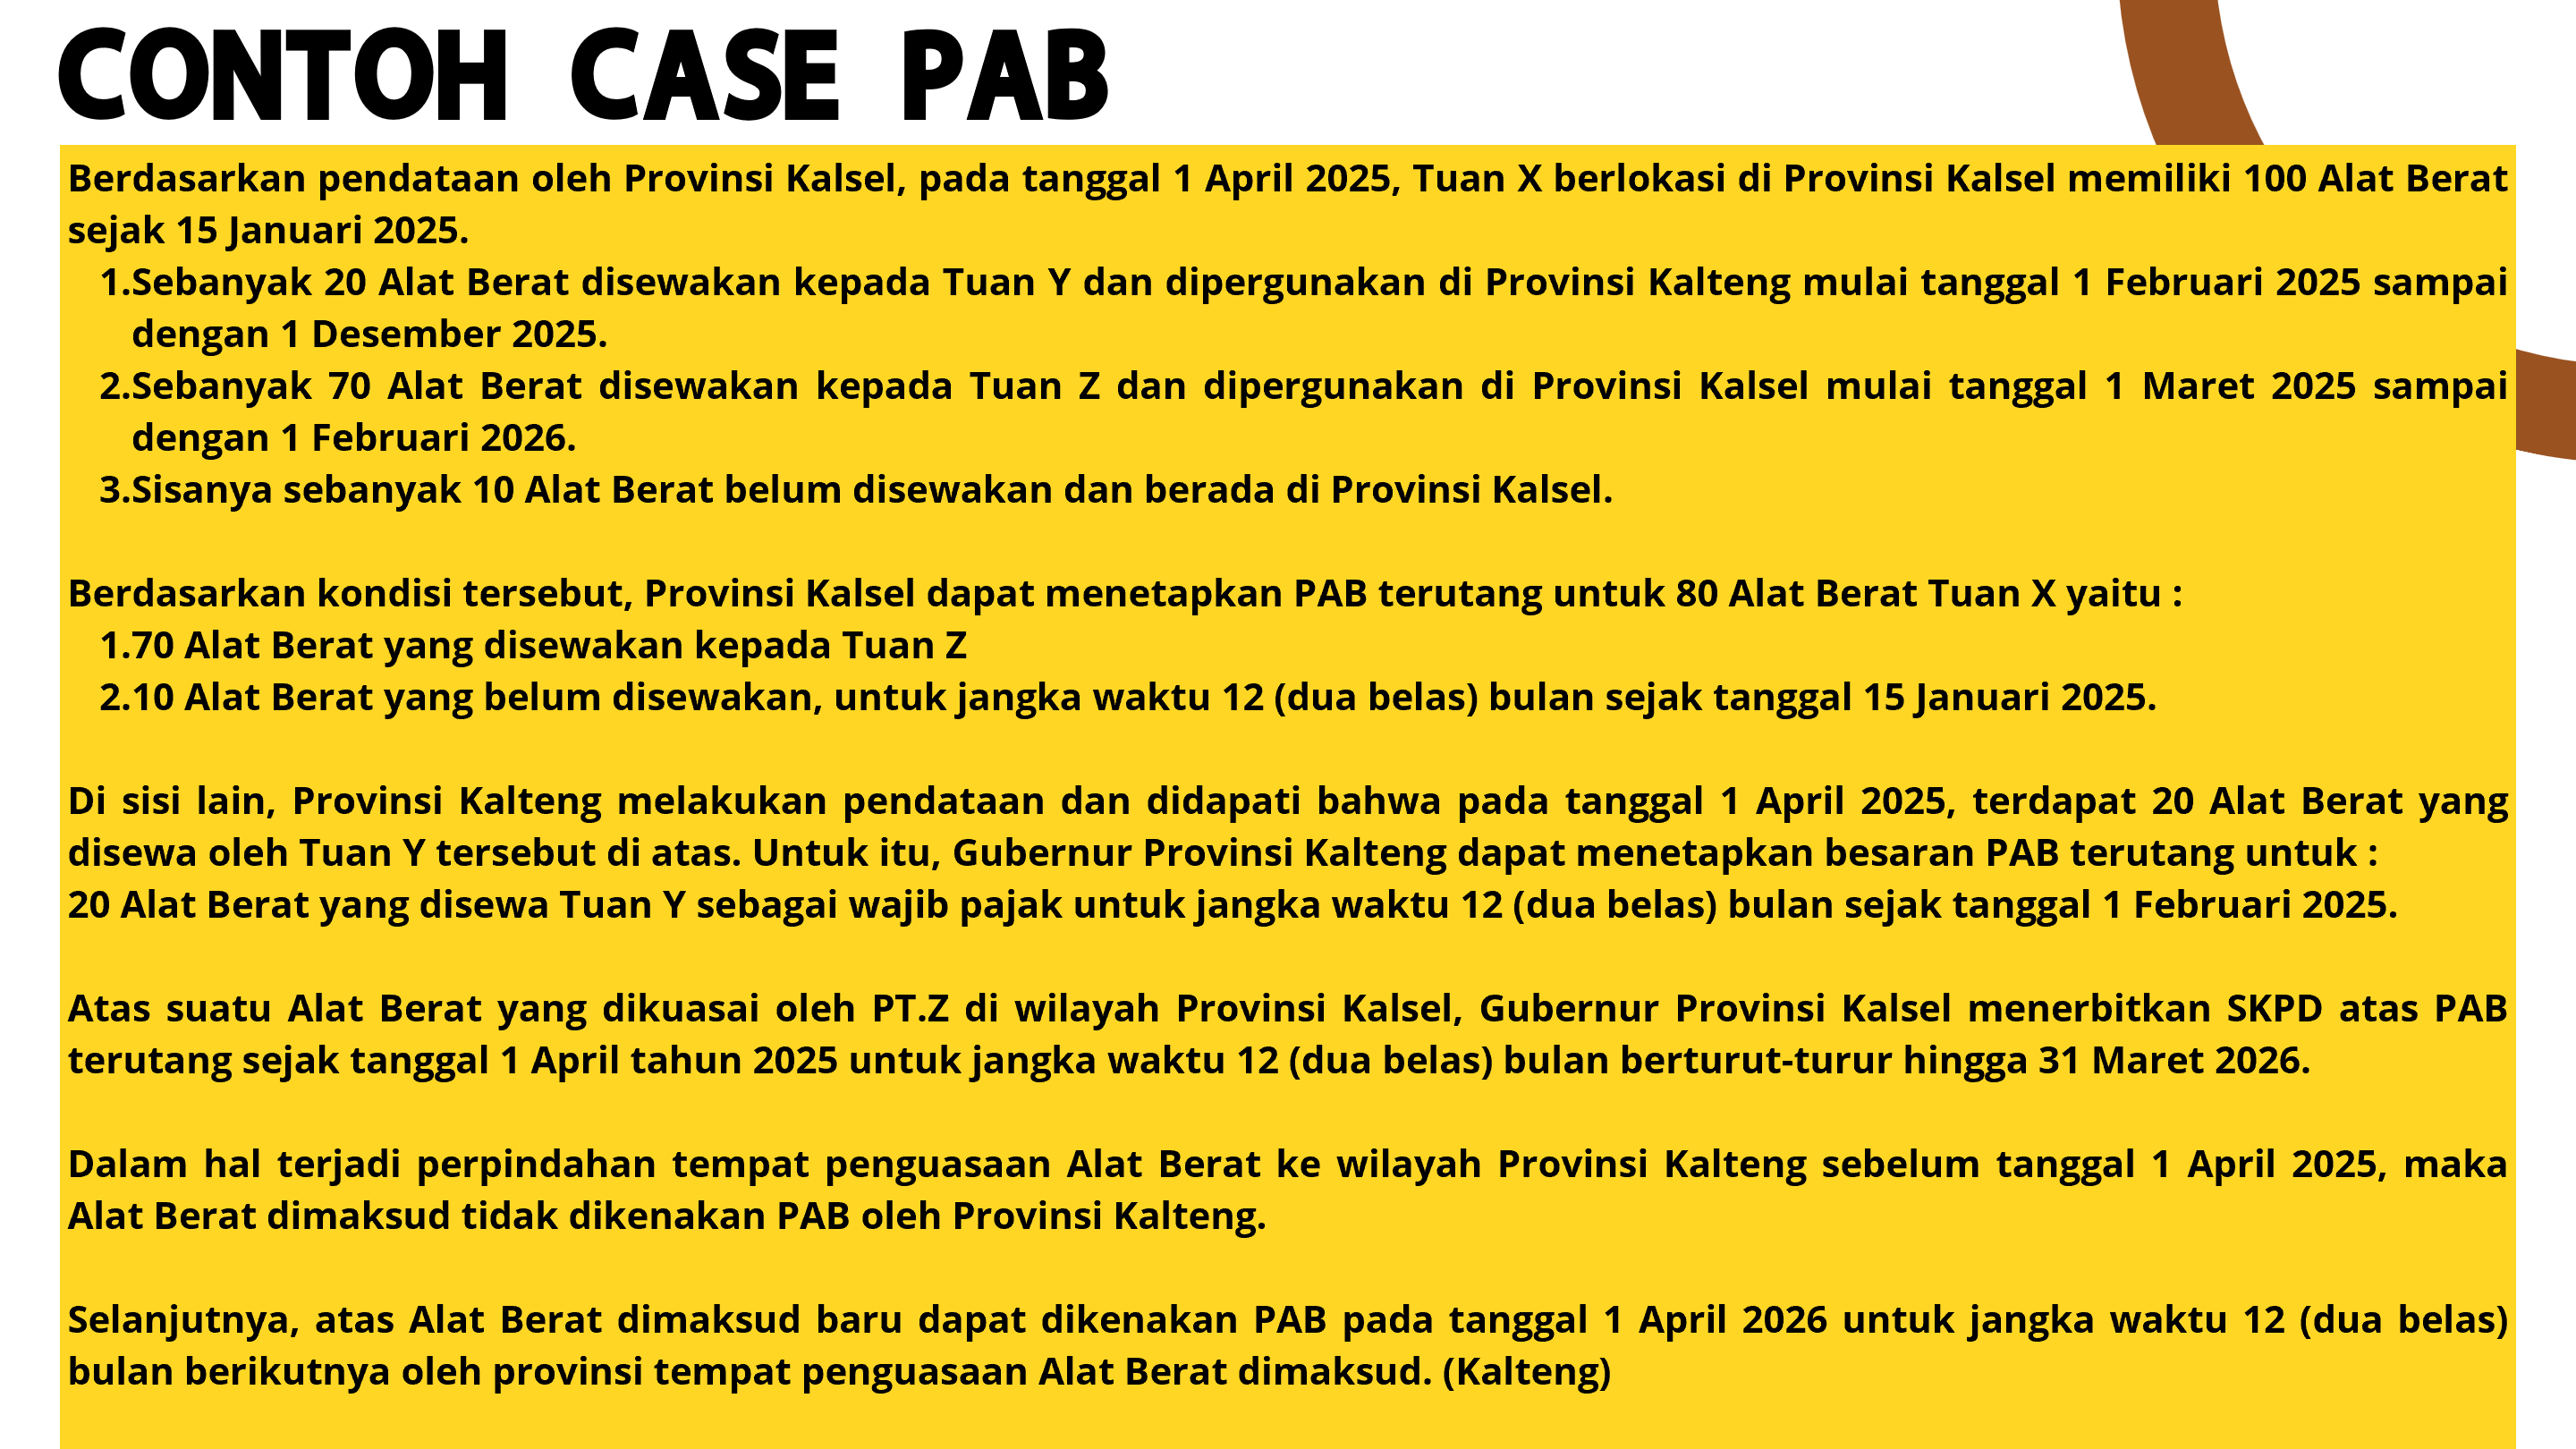 CONTOH CASE PAB
Berdasarkan pendataan oleh Provinsi Kalsel, pada tanggal 1 April 2025, Tuan X berlokasi di Provinsi Kalsel memiliki 100 Alat Berat
sejak 15 Januari 2025.
1.Sebanyak 20 Alat Berat disewakan kepada Tuan Y dan dipergunakan di Provinsi Kalteng mulai tanggal 1 Februari 2025 sampai
dengan 1 Desember 2025.
2.Sebanyak 70 Alat Berat disewakan kepada Tuan Z dan dipergunakan di Provinsi Kalsel mulai tanggal 1 Maret 2025 sampai
dengan 1 Februari 2026.
3.Sisanya sebanyak 10 Alat Berat belum disewakan dan berada di Provinsi Kalsel.
Berdasarkan kondisi tersebut, Provinsi Kalsel dapat menetapkan PAB terutang untuk 80 Alat Berat Tuan X yaitu :
1.70 Alat Berat yang disewakan kepada Tuan Z
2.10 Alat Berat yang belum disewakan, untuk jangka waktu 12 (dua belas) bulan sejak tanggal 15 Januari 2025.
Di sisi lain, Provinsi Kalteng melakukan pendataan dan didapati bahwa pada tanggal 1 April 2025, terdapat 20 Alat Berat yang
disewa oleh Tuan Y tersebut di atas. Untuk itu, Gubernur Provinsi Kalteng dapat menetapkan besaran PAB terutang untuk :
20 Alat Berat yang disewa Tuan Y sebagai wajib pajak untuk jangka waktu 12 (dua belas) bulan sejak tanggal 1 Februari 2025.
Atas suatu Alat Berat yang dikuasai oleh PT.Z di wilayah Provinsi Kalsel, Gubernur Provinsi Kalsel menerbitkan SKPD atas PAB
terutang sejak tanggal 1 April tahun 2025 untuk jangka waktu 12 (dua belas) bulan berturut-turur hingga 31 Maret 2026.
Dalam hal terjadi perpindahan tempat penguasaan Alat Berat ke wilayah Provinsi Kalteng sebelum tanggal 1 April 2025, maka
Alat Berat dimaksud tidak dikenakan PAB oleh Provinsi Kalteng.
Selanjutnya, atas Alat Berat dimaksud baru dapat dikenakan PAB pada tanggal 1 April 2026 untuk jangka waktu 12 (dua belas)
bulan berikutnya oleh provinsi tempat penguasaan Alat Berat dimaksud. (Kalteng)